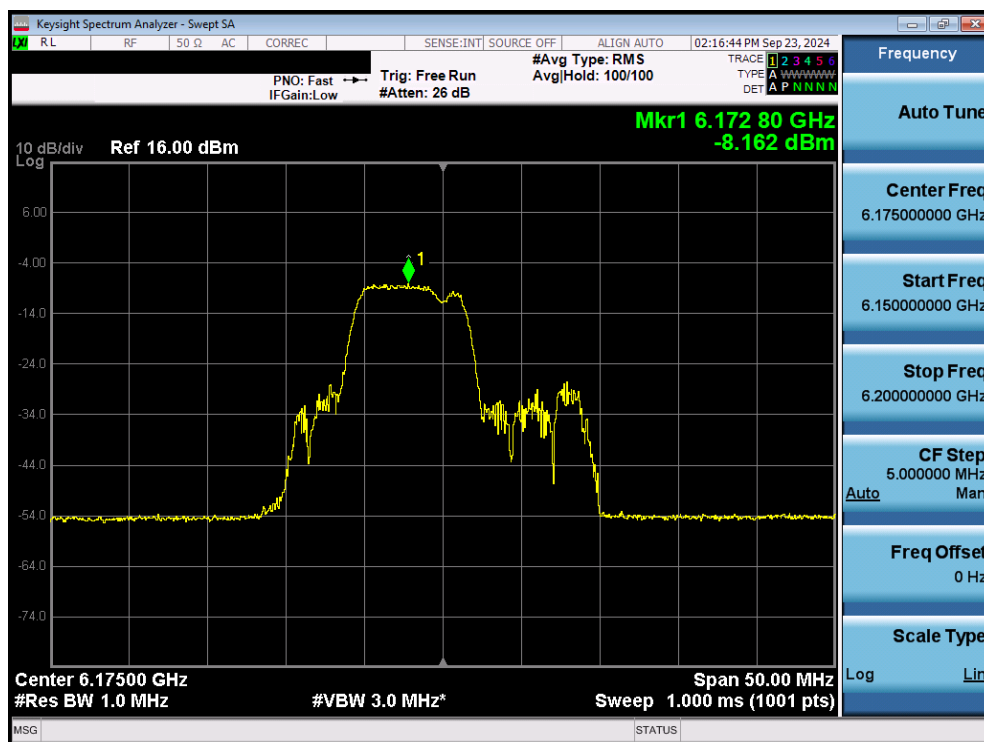 Keysight Spectrum Analyzer - Swept SA
LXI RL RF 50 Ω AC CORREC SENSE:INT SOURCE OFF ALIGN AUTO 02:16:44 PM Sep 23, 2024
PNO: Fast Trig: Free Run #Avg Type: RMS TRACE 1 2 3 4 5 6
IFGain:Low #Atten: 26 dB Avg|Hold: 100/100 TYPE A WWWWW
DET A P N N N N
Mkr1 6.172 80 GHz
-8.162 dBm
10 dB/div Ref 16.00 dBm
Log
6.00
-4.00
-14.0
-24.0
-34.0
-44.0
-54.0
-64.0
-74.0
1
Center 6.17500 GHz Span 50.00 MHz
#Res BW 1.0 MHz #VBW 3.0 MHz* Sweep 1.000 ms (1001 pts)
MSG STATUS
Frequency
Auto Tune
Center Freq
6.175000000 GHz
Start Freq
6.150000000 GHz
Stop Freq
6.200000000 GHz
CF Step
5.000000 MHz
Auto Man
Freq Offset
0 Hz
Scale Type
Log Lin